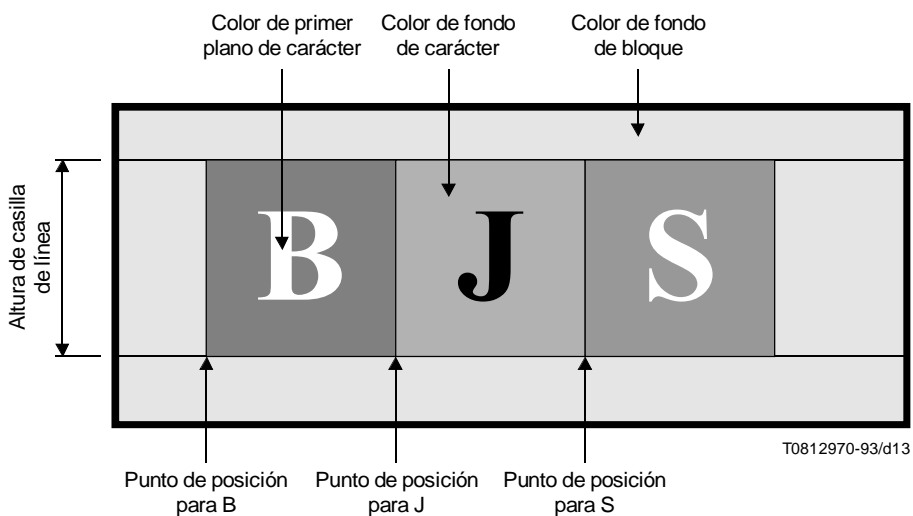 Color de primer
plano de carácter
Color de fondo
de carácter
Color de fondo
de bloque
Altura de casilla
de línea
B J S
T0812970-93/d13
Punto de posición
para B
Punto de posición
para J
Punto de posición
para S